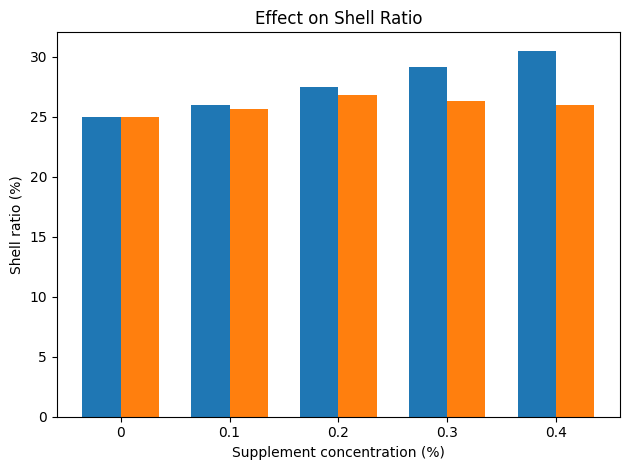 Effect on Shell Ratio
Shell ratio (%)
30
25
20
15
10
5
0
0 0.1 0.2 0.3 0.4
Supplement concentration (%)